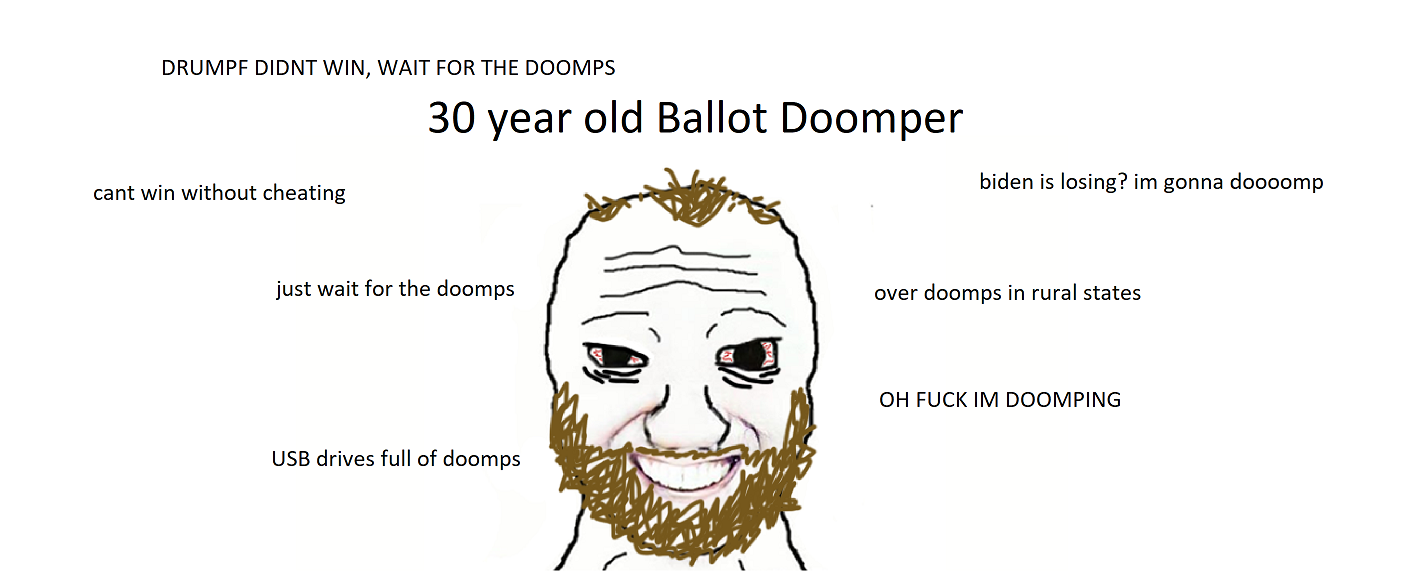 DRUMPF DIDNT WIN, WAIT FOR THE DOOMPS
30 year old Ballot Doomper
cant win without cheating
biden is losing? im gonna doooomp
just wait for the doomps
over doomps in rural states
OH FUCK IM DOOMPING
USB drives full of doomps